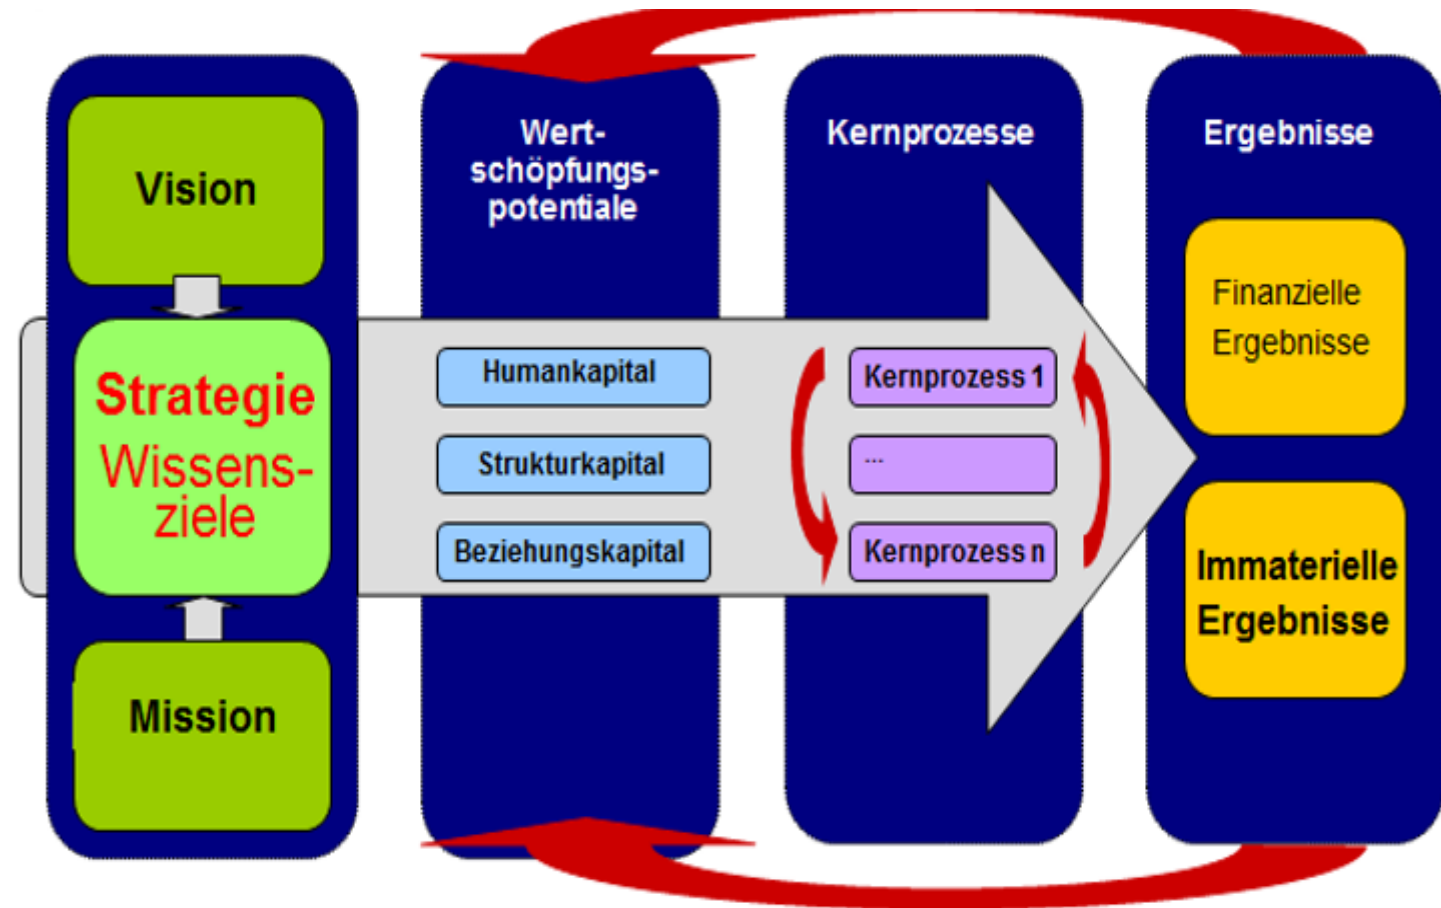 Vision
Strategie
Wissens-
ziele
Mission
Wert-
schöpfungs-
potentiale
Humankapital
Strukturkapital
Beziehungskapital
Kernprozesse
Kernprozess 1
...
Kernprozess n
Ergebnisse
Finanzielle
Ergebnisse
Immaterielle
Ergebnisse